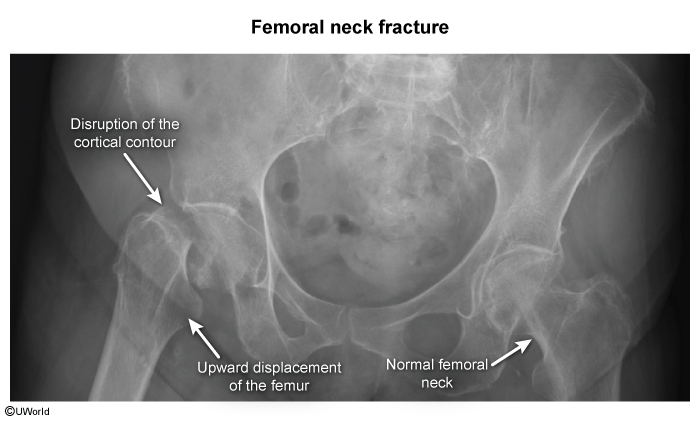 Femoral neck fracture
Disruption of the
cortical contour
Upward displacement
of the femur
Normal femoral
neck
©UWorld